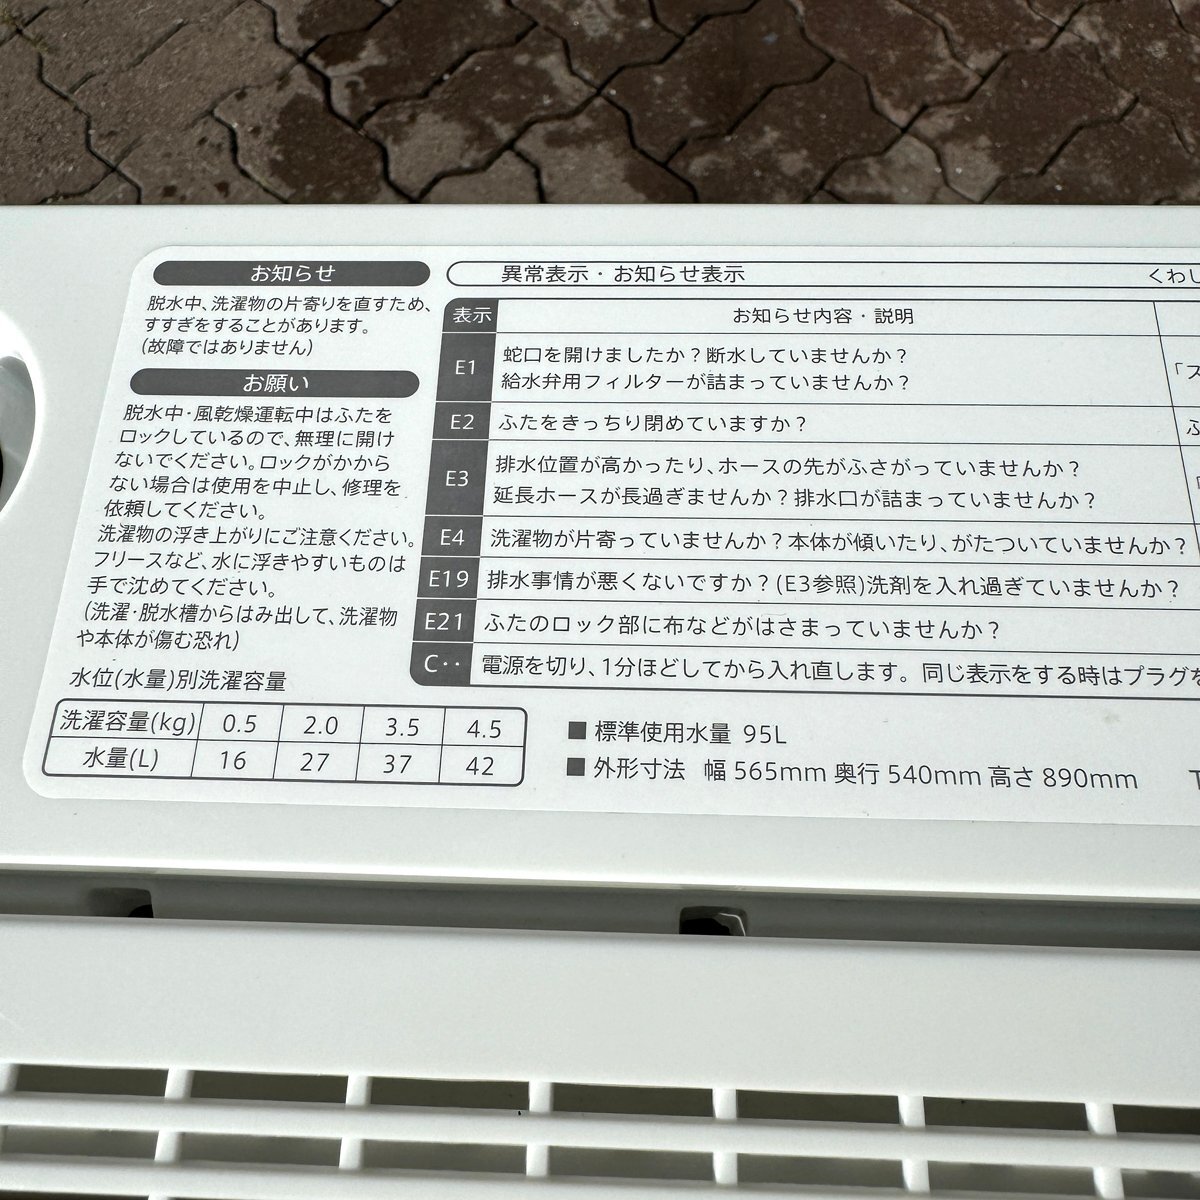 お知らせ
脱水中、洗濯物の片寄りを直すため、
すすぎをすることがあります。
(故障ではありません)
お願い
脱水中・風乾燥運転中はふたを
ロックしているので、無理に開け
ないでください。ロックがかから
ない場合は使用を中止し、修理を
依頼してください。
洗濯物の浮き上がりにご注意ください。
フリースなど、水に浮きやすいものは
手で沈めてください。
(洗濯・脱水槽からはみ出して、洗濯物
や本体が傷む恐れ)
水位(水量)別洗濯容量
洗濯容量(kg) 0.5 2.0 3.5 4.5
水量(L) 16 27 37 42
異常表示・お知らせ表示 くわし
表示 お知らせ内容・説明
E1 蛇口を開けましたか？断水していませんか？
給水弁用フィルターが詰まっていませんか？ 「ス
E2 ふたをきっちり閉めていますか？ ふ
E3 排水位置が高かったり、ホースの先がふさがっていませんか？
延長ホースが長過ぎませんか？排水口が詰まっていませんか？ 「
E4 洗濯物が片寄っていませんか？本体が傾いたり、がたついていませんか？
E19 排水事情が悪くないですか？(E3参照)洗剤を入れ過ぎていませんか？
E21 ふたのロック部に布などがはさまっていませんか？
C‥ 電源を切り、1分ほどしてから入れ直します。同じ表示をする時はプラグを
■標準使用水量 95L
■外形寸法 幅 565mm 奥行 540mm 高さ 890mm T